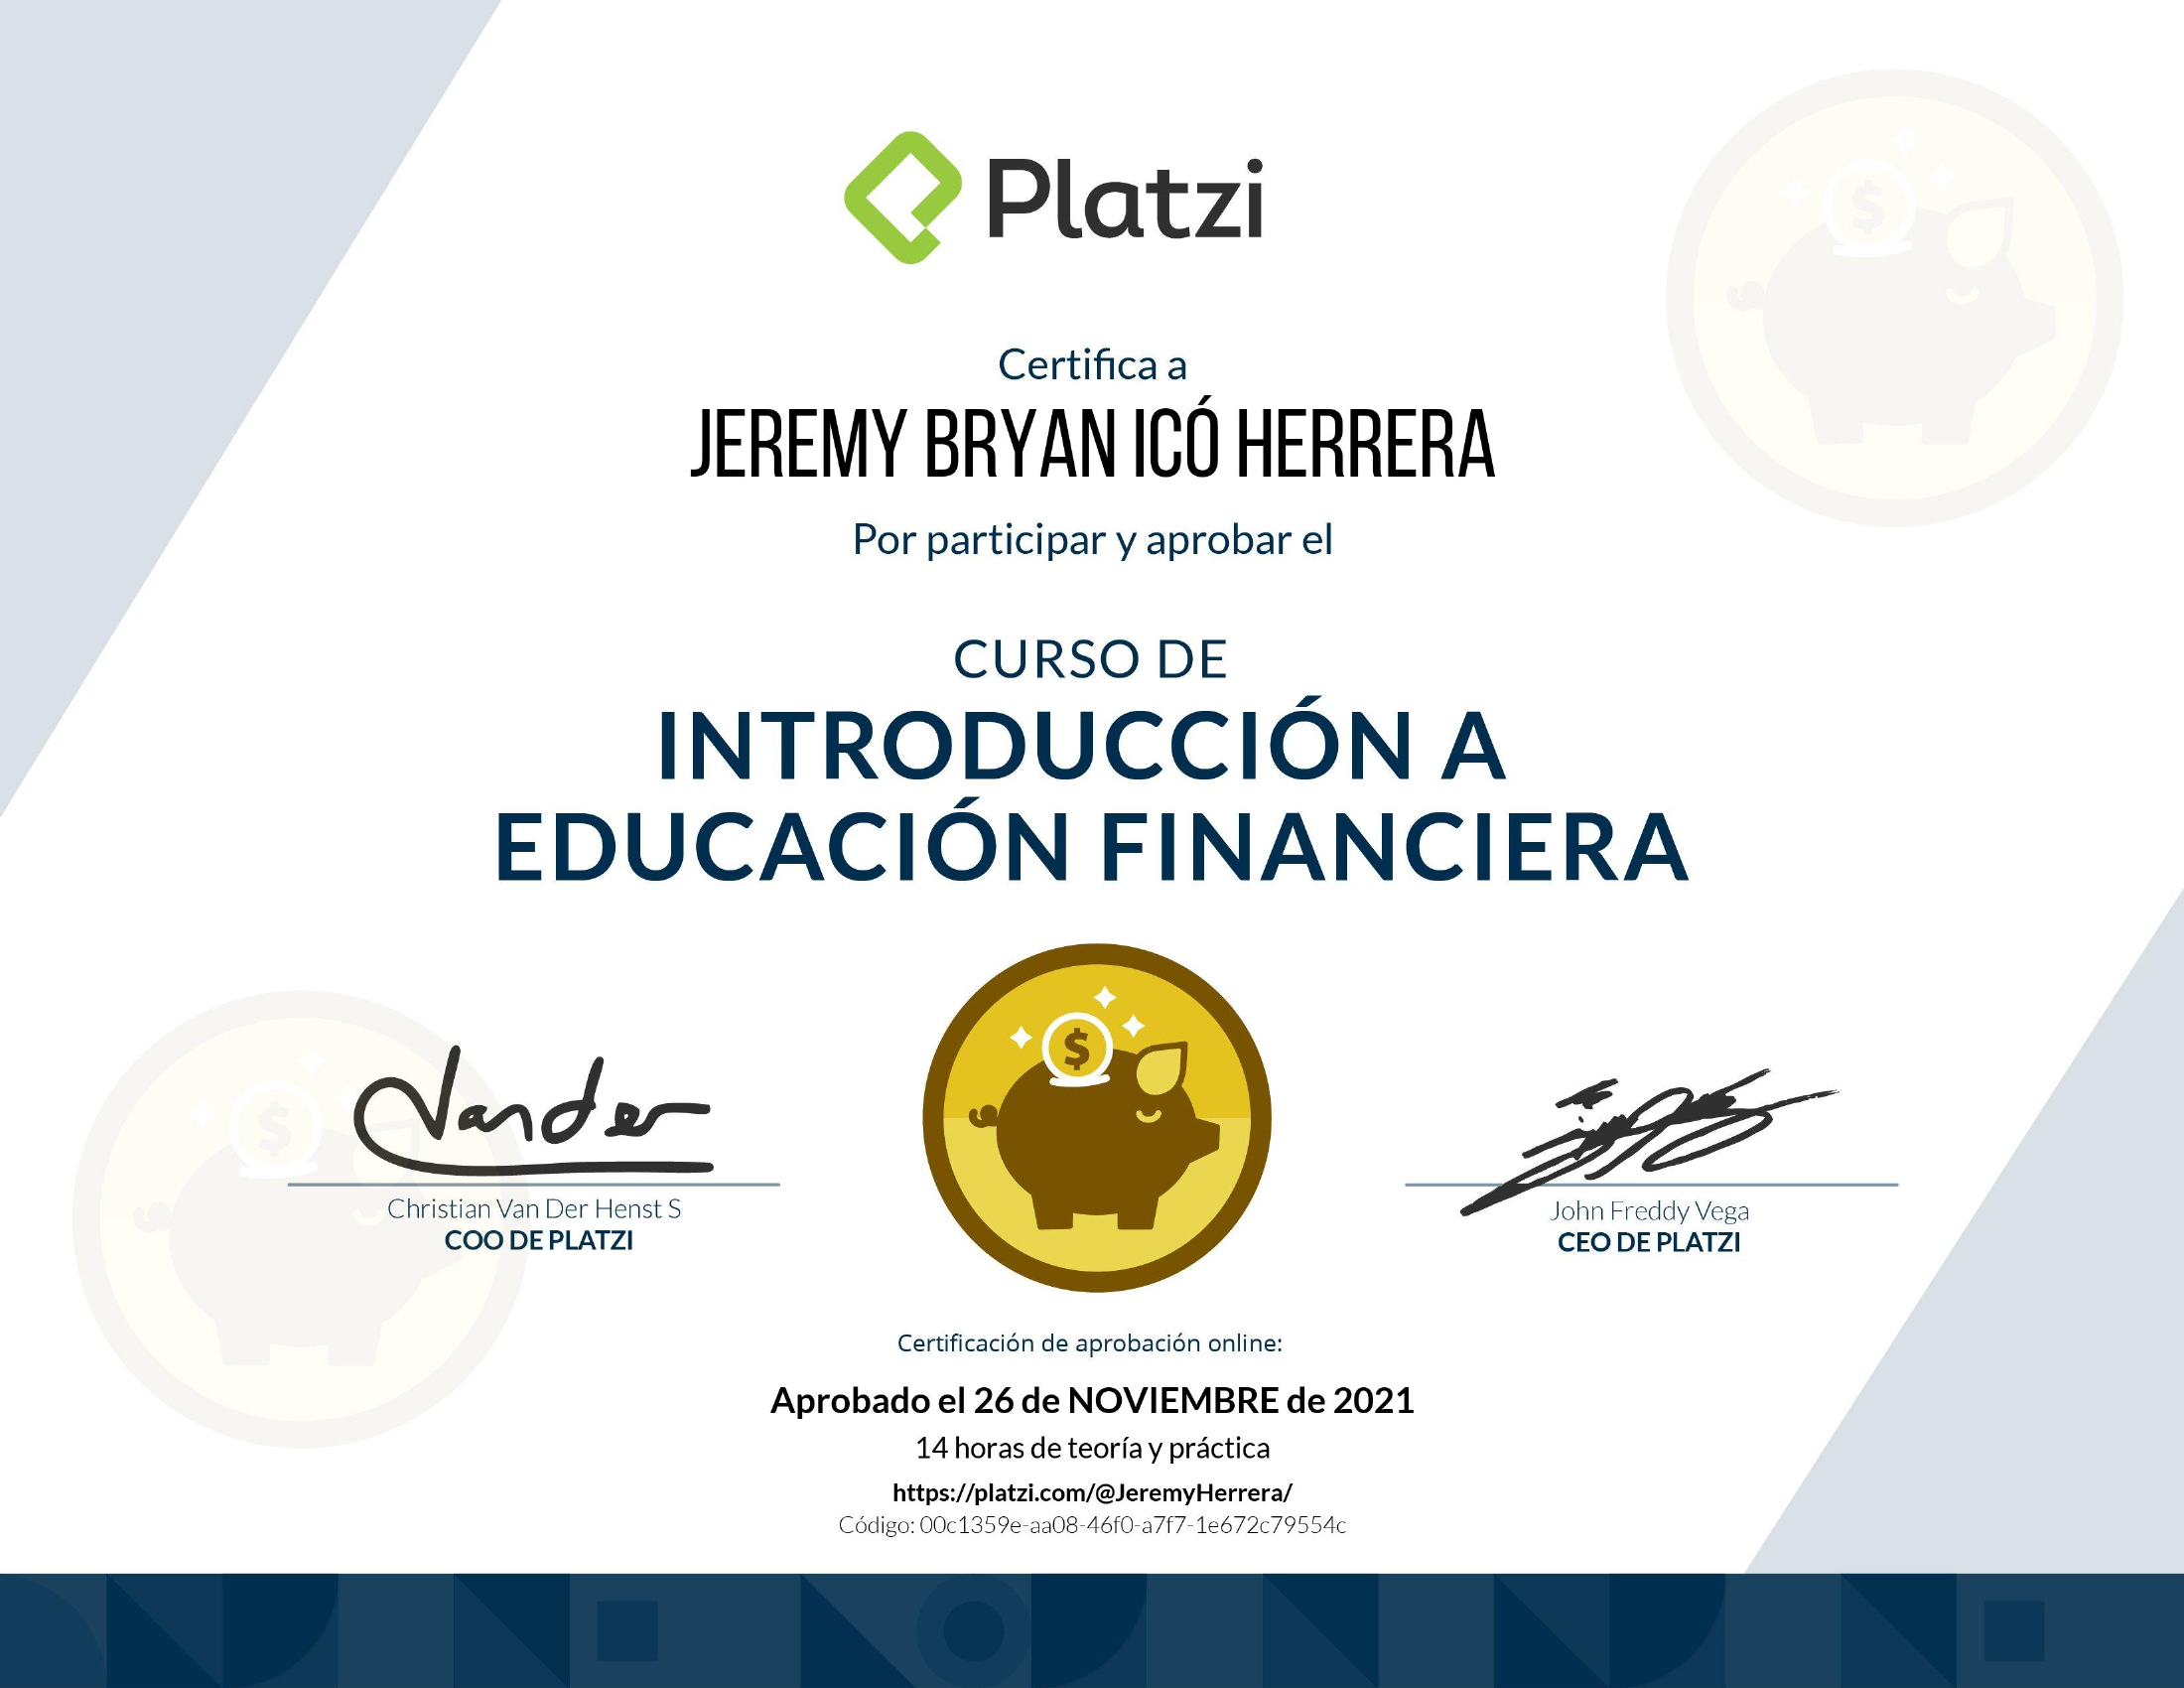 Platzi
Certifica a
JEREMY BRYAN ICÓ HERRERA
Por participar y aprobar el
CURSO DE
INTRODUCCIÓN A
EDUCACIÓN FINANCIERA
$
$
$
Vander
Christian Van Der Henst S
COO DE PLATZI
John Freddy Vega
CEO DE PLATZI
Certificación de aprobación online:
Aprobado el 26 de NOVIEMBRE de 2021
14 horas de teoría y práctica
https://platzi.com/@JeremyHerrera/
Código: 00c1359e-aa08-46f0-a7f7-1e672c79554c